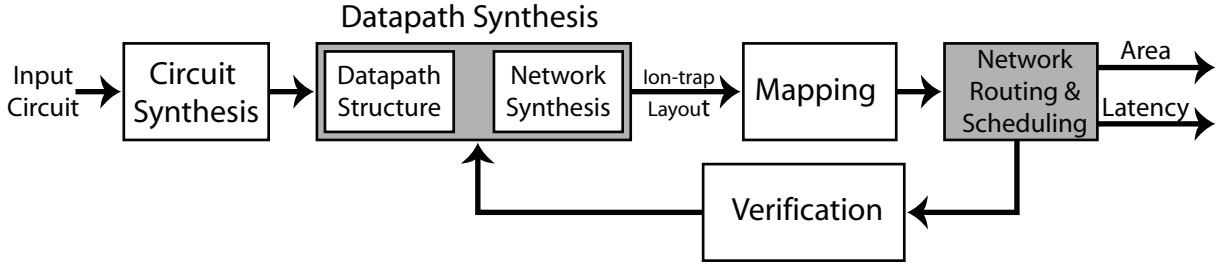 Datapath Synthesis
Input
Circuit
Circuit
Synthesis
Datapath
Structure
Network
Synthesis
Ion-trap
Layout
Mapping
Network
Routing &
Scheduling
Area
Latency
Verification